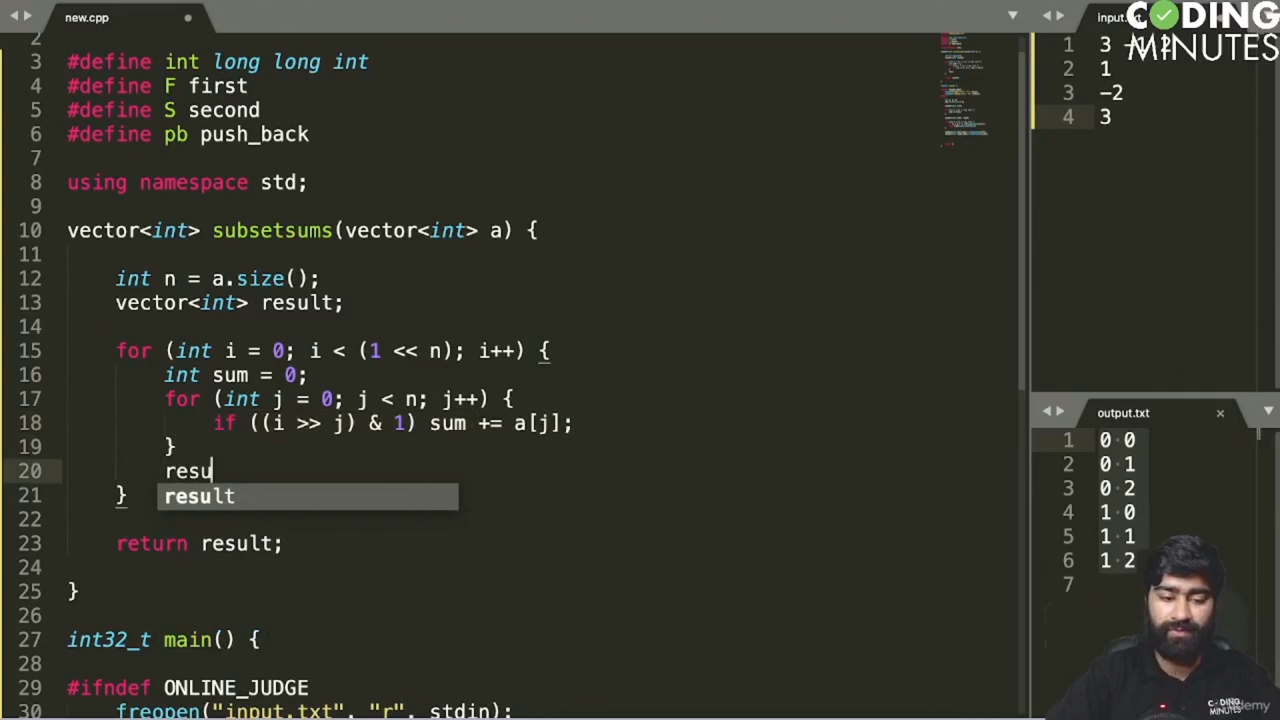 new.cpp
2
3 #define int long long int
4 #define F first
5 #define S second
6 #define pb push_back
7
8 using namespace std;
9
10 vector<int> subsetsums(vector<int> a) {
11
12 int n = a.size();
13 vector<int> result;
14
15 for (int i = 0; i < (1 << n); i++) {
16 int sum = 0;
17 for (int j = 0; j < n; j++) {
18 if ((i >> j) & 1) sum += a[j];
19 }
20 resu
result
21 }
22
23 return result;
24
25 }
26
27 int32_t main() {
28
29 #ifndef ONLINE_JUDGE
30 freopen("input.txt", "r", stdin);
input.txt
CODING
MINUTES
1 3
2 1
3 -2
4 3
output.txt
1 0 0
2 0 1
3 0 2
4 1 0
5 1 1
6 1 2
7
CODING
MINUTES
Udemy